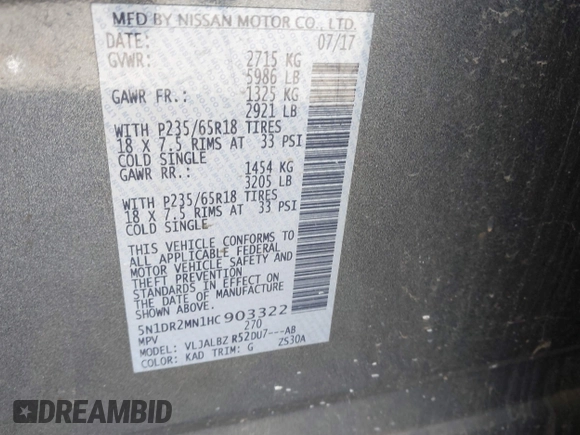 MFD BY NISSAN MOTOR CO., LTD.
DATE: 07/17
GVWR: 2715 KG
5986 LB
GAWR FR.: 1325 KG
2921 LB
WITH P235/65R18 TIRES
18 X 7.5 RIMS AT 33 PSI
COLD SINGLE
GAWR RR.: 1454 KG
3205 LB
WITH P235/65R18 TIRES
18 X 7.5 RIMS AT 33 PSI
COLD SINGLE
THIS VEHICLE CONFORMS TO
ALL APPLICABLE FEDERAL
MOTOR VEHICLE SAFETY AND
THEFT PREVENTION
STANDARDS IN EFFECT ON
THE DATE OF MANUFACTURE
SHOWN ABOVE.
5N1DR2MN1HC903322
MPV 270
MODEL: VLJALBZ R52DU7---AB
COLOR: KAD TRIM: G ZS30A
DREAMBID